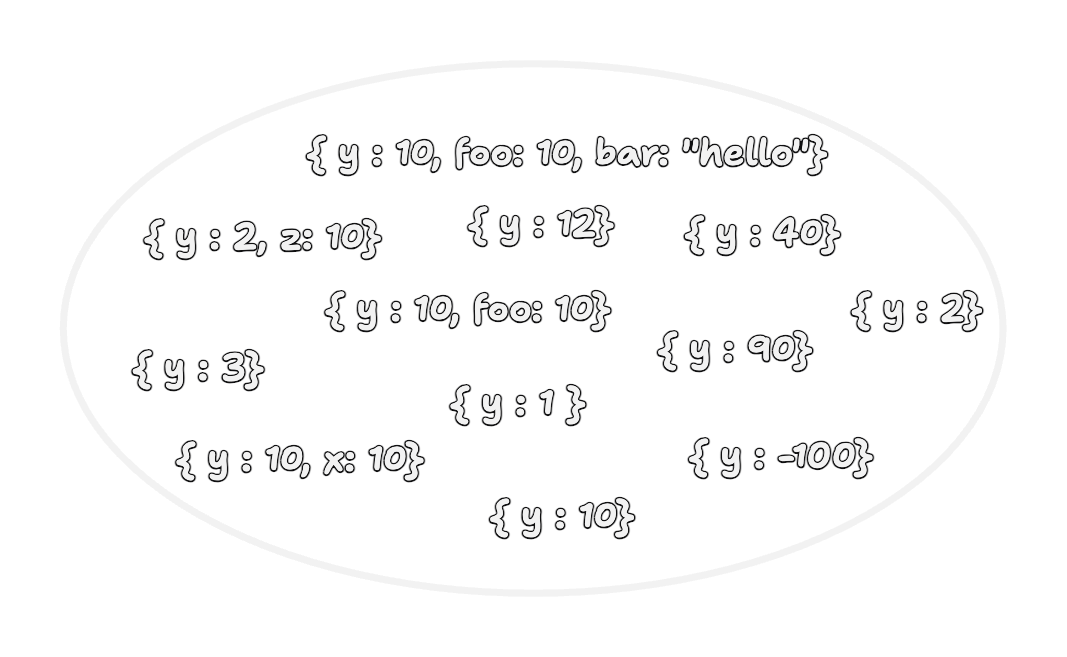 { y : 10, foo: 10, bar: "hello"}
{ y : 2, z: 10}
{ y : 12}
{ y : 40}
{ y : 10, foo: 10}
{ y : 2}
{ y : 3}
{ y : 90}
{ y : 1 }
{ y : 10, x: 10}
{ y : -100}
{ y : 10}